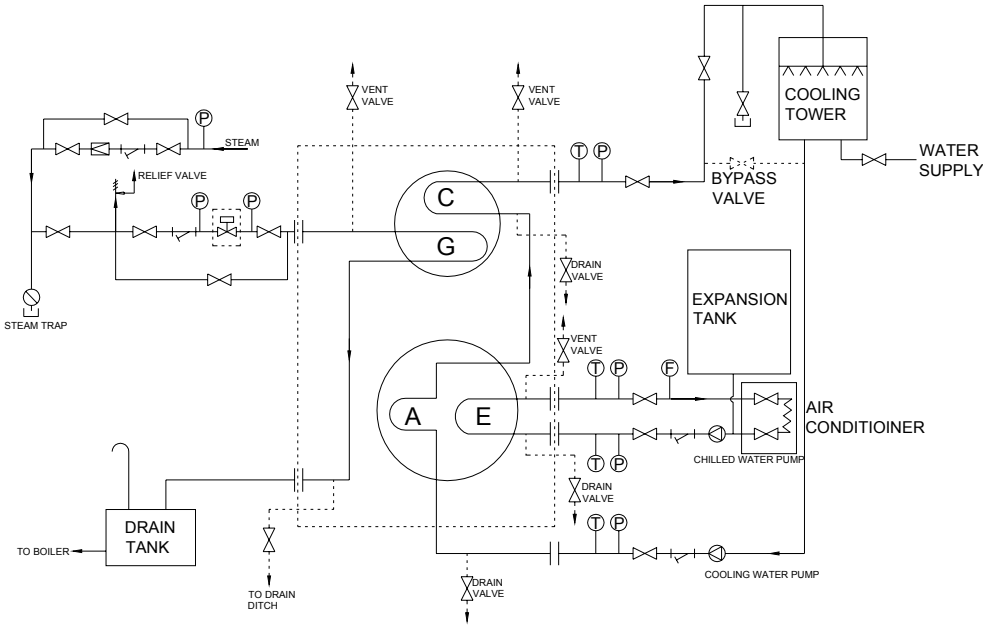 VENT
VALVE
VENT
VALVE
COOLING
TOWER
P
STEAM
T
P
WATER
SUPPLY
BYPASS
VALVE
RELIEF VALVE
P
P
C
G
DRAIN
VALVE
EXPANSION
TANK
STEAM TRAP
VENT
VALVE
T
P
F
A
E
AIR
CONDITIOINER
CHILLED WATER PUMP
T
P
DRAIN
VALVE
DRAIN
TANK
T
P
TO BOILER
COOLING WATER PUMP
TO DRAIN
DITCH
DRAIN
VALVE